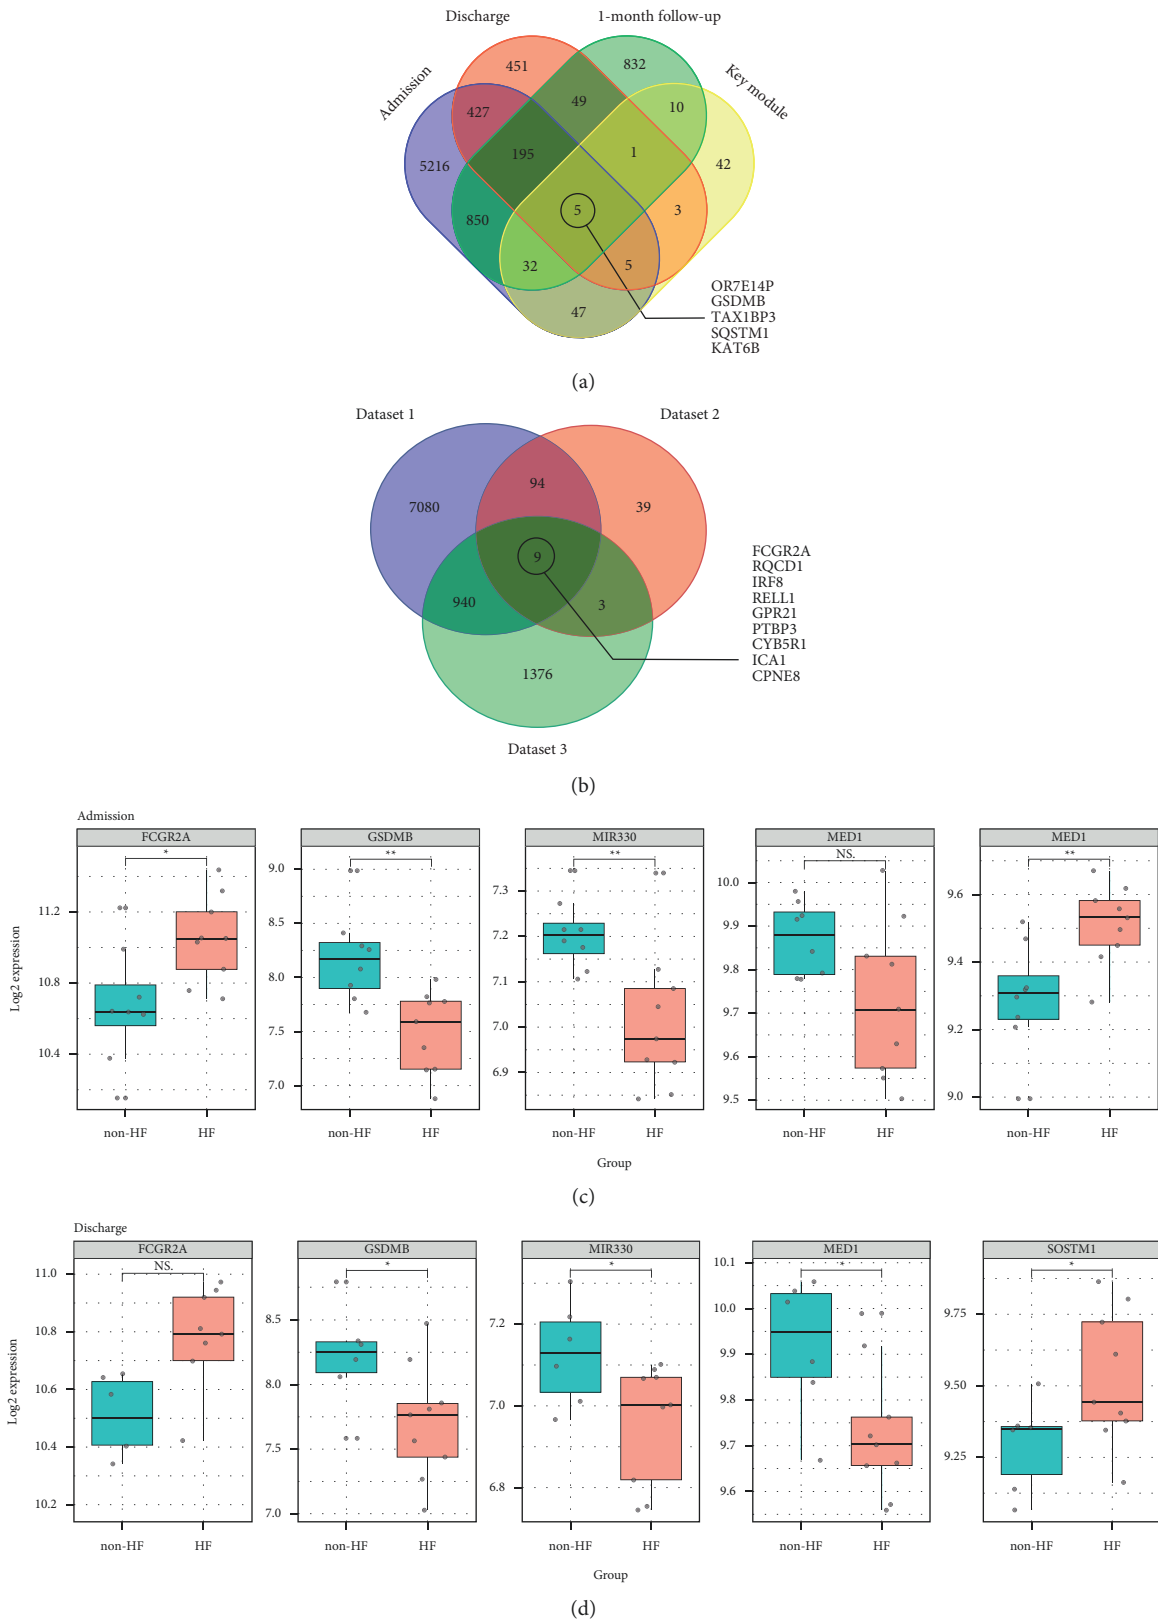 Discharge
1-month follow-up
Admission
Key module
451
832
427
49
10
5216
195
1
42
850
5
3
32
5
47
OR7E14P
GSDMB
TAX1BP3
SQSTM1
KAT6B
(a)
Dataset 1
Dataset 2
94
7080
39
9
940
3
1376
FCGR2A
RQCD1
IRF8
RELL1
GPR21
PTBP3
CYB5R1
ICA1
CPNE8
Dataset 3
(b)
Admission
FCGR2A
GSDMB
MIR330
MED1
MED1
*
**
**
NS.
**
Log2 expression
11.2
10.8
10.4
9.0
8.5
8.0
7.5
7.0
7.3
7.2
7.1
7.0
6.9
10.0
9.9
9.8
9.7
9.6
9.5
9.6
9.4
9.2
9.0
non-HF
HF
non-HF
HF
non-HF
HF
non-HF
HF
non-HF
HF
Group
(c)
Discharge
FCGR2A
GSDMB
MIR330
MED1
SOSTM1
NS.
*
*
*
*
Log2 expression
11.0
10.8
10.6
10.4
10.2
8.5
8.0
7.5
7.0
7.2
7.0
6.8
10.1
10.0
9.9
9.8
9.7
9.6
9.75
9.50
9.25
non-HF
HF
non-HF
HF
non-HF
HF
non-HF
HF
non-HF
HF
Group
(d)